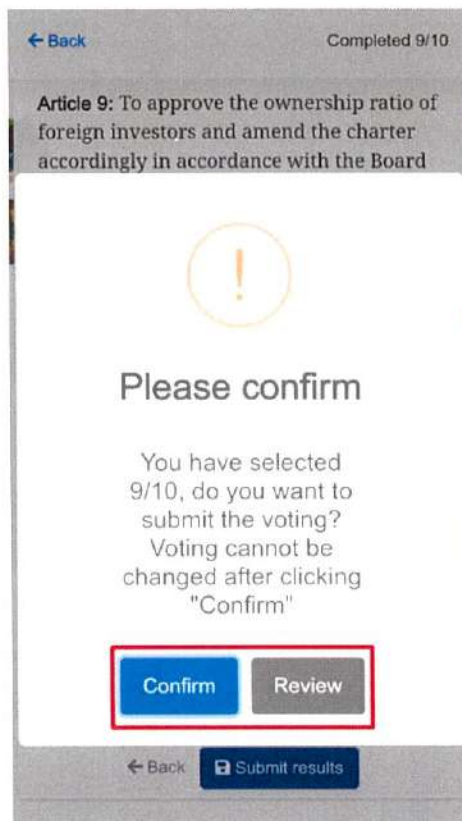 ← Back Completed 9/10
Article 9: To approve the ownership ratio of
foreign investors and amend the charter
accordingly in accordance with the Board
!
Please confirm
You have selected
9/10, do you want to
submit the voting?
Voting cannot be
changed after clicking
"Confirm"
Confirm Review
← Back Submit results